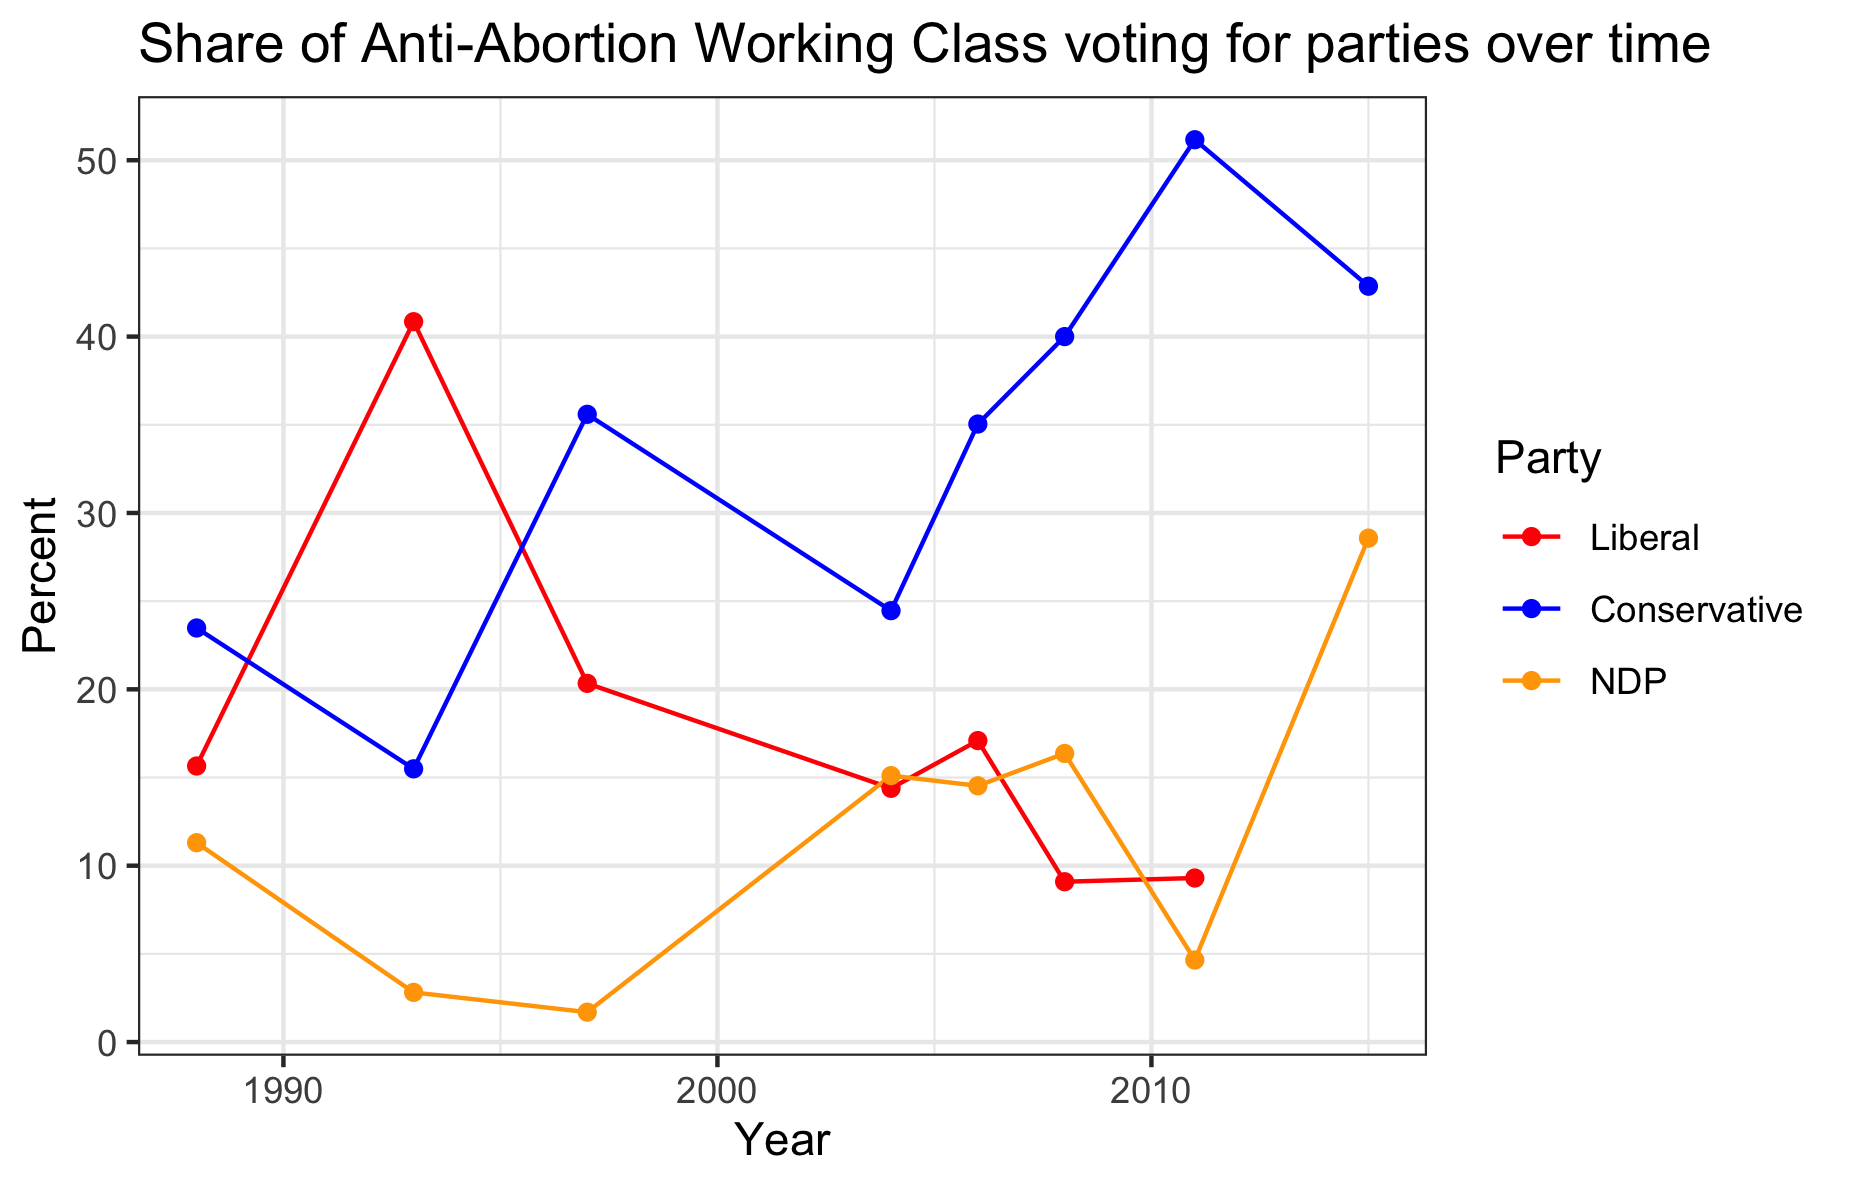 Share of Anti-Abortion Working Class voting for parties over time
50
40
30
20
10
0
Percent
1990
2000
2010
Year
Party
Liberal
Conservative
NDP